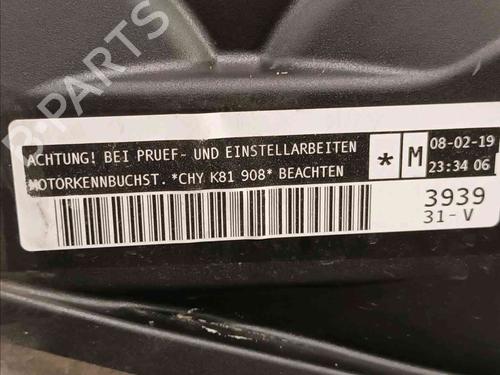 ACHTUNG! BEI PRUEF- UND EINSTELLARBEITEN
MOTORKENNBUCHST. *CHY K81 908* BEACHTEN
* M
08-02-19
23:34 06
3939
31-V
B-Parts